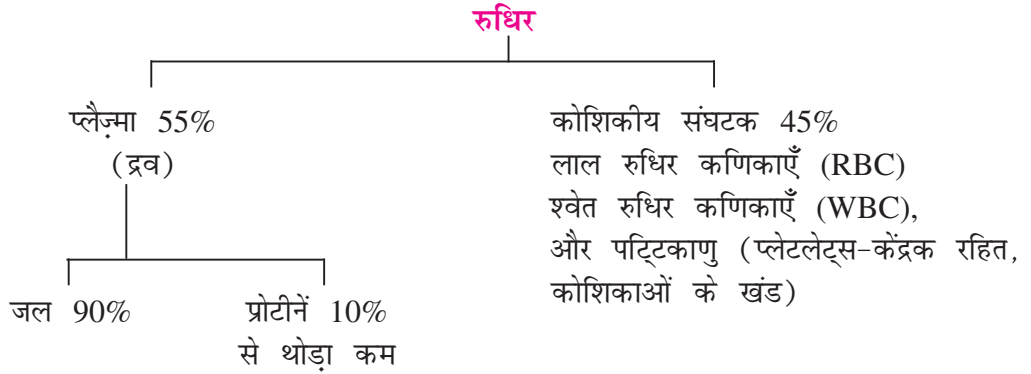 रुधिर
प्लैज़्मा 55%
(द्रव)
कोशिकीय संघटक 45%
लाल रुधिर कणिकाएँ (RBC)
श्वेत रुधिर कणिकाएँ (WBC),
और पट्टिकाणु (प्लेटलेट्स-केंद्रक रहित,
कोशिकाओं के खंड)
जल 90%
प्रोटीनें 10%
से थोड़ा कम